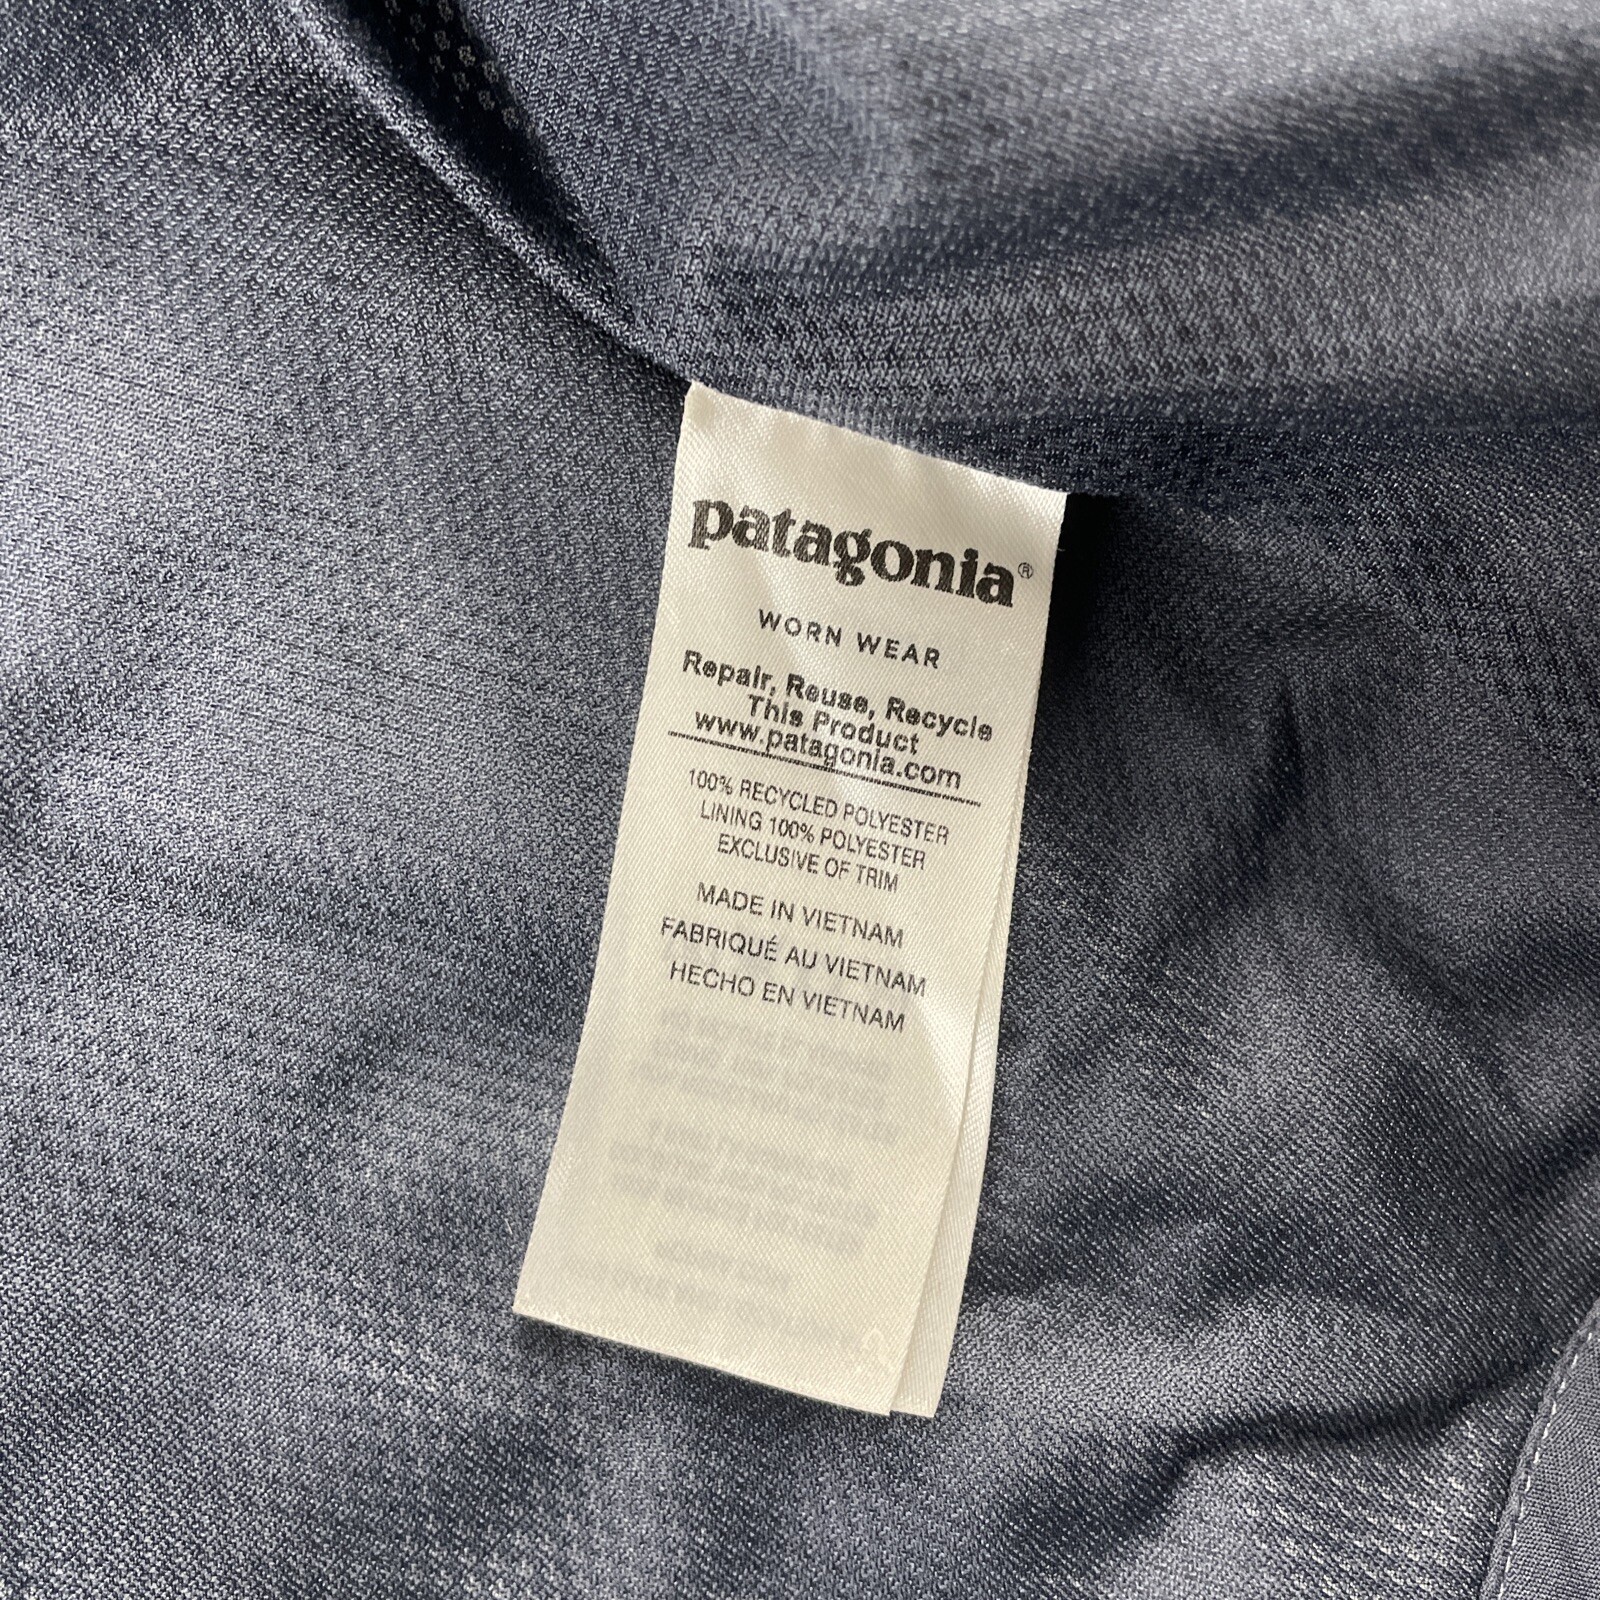 patagonia®
WORN WEAR
Repair, Reuse, Recycle
This Product
www.patagonia.com
100% RECYCLED POLYESTER
LINING 100% POLYESTER
EXCLUSIVE OF TRIM
MADE IN VIETNAM
FABRIQUÉ AU VIETNAM
HECHO EN VIETNAM